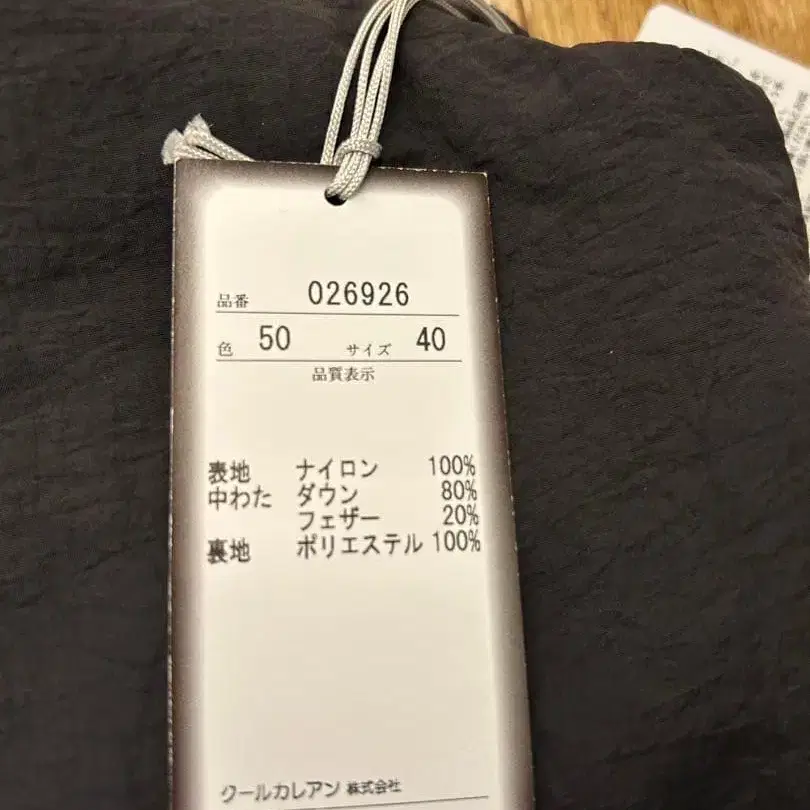 品番 026926
色 50 サイズ 40
品質表示
表地 ナイロン 100%
中わた ダウン 80%
フェザー 20%
裏地 ポリエステル 100%
クールカレアン 株式会社